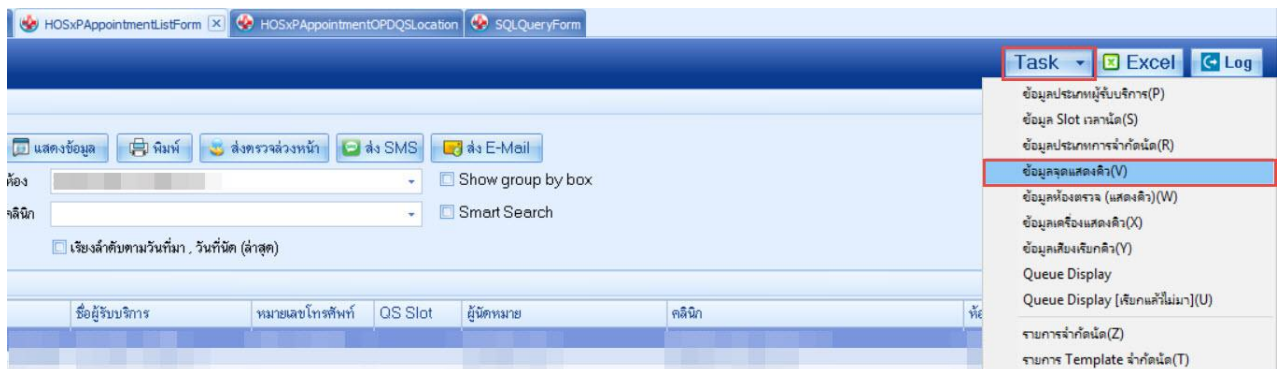 HOSxPAppointmentListForm HOSxPAppointmentOPDQSLocation SQLQueryForm
Task Excel Log
ข้อมูลประเภทผู้รับบริการ(P)
ข้อมูล Slot เวลานัด(S)
แสดงข้อมูล พิมพ์ ส่งตรวจล่วงหน้า ส่ง SMS ส่ง E-Mail
ข้อมูลประเภทการจำกัดนัด(R)
ข้อมูลจุดแสดงคิว(V)
ห้อง Show group by box
ข้อมูลห้องตรวจ (แสดงคิว)(W)
คลินิก Smart Search
ข้อมูลเครื่องแสดงคิว(X)
เรียงลำดับตามวันที่มา , วันที่นัด (ล่าสุด)
ข้อมูลเสียงเรียกคิว(Y)
Queue Display
Queue Display [เรียกแล้วไม่มา](U)
ชื่อผู้รับบริการ หมายเลขโทรศัพท์ QS Slot ผู้นัดหมาย คลินิก
รายการจำกัดนัด(Z)
รายการ Template จำกัดนัด(T)